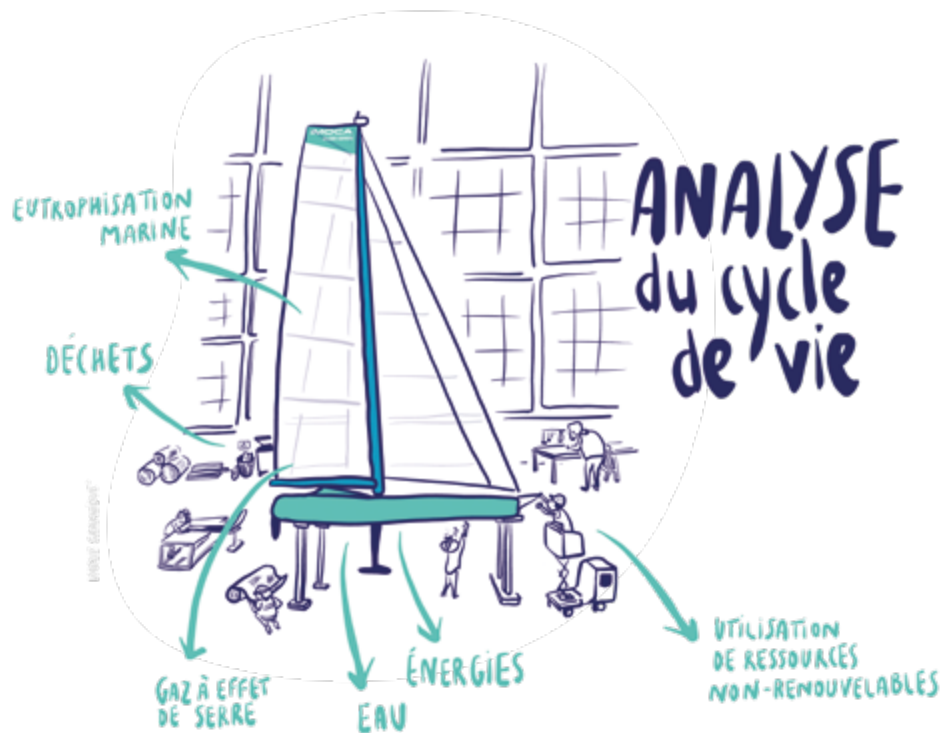 ANALYSE
du cycle
de vie
EUTROPHISATION
MARINE
DÉCHETS
GAZ À EFFET
DE SERRE
EAU
ÉNERGIES
UTILISATION
DE RESSOURCES
NON-RENOUVELABLES
IMOCA